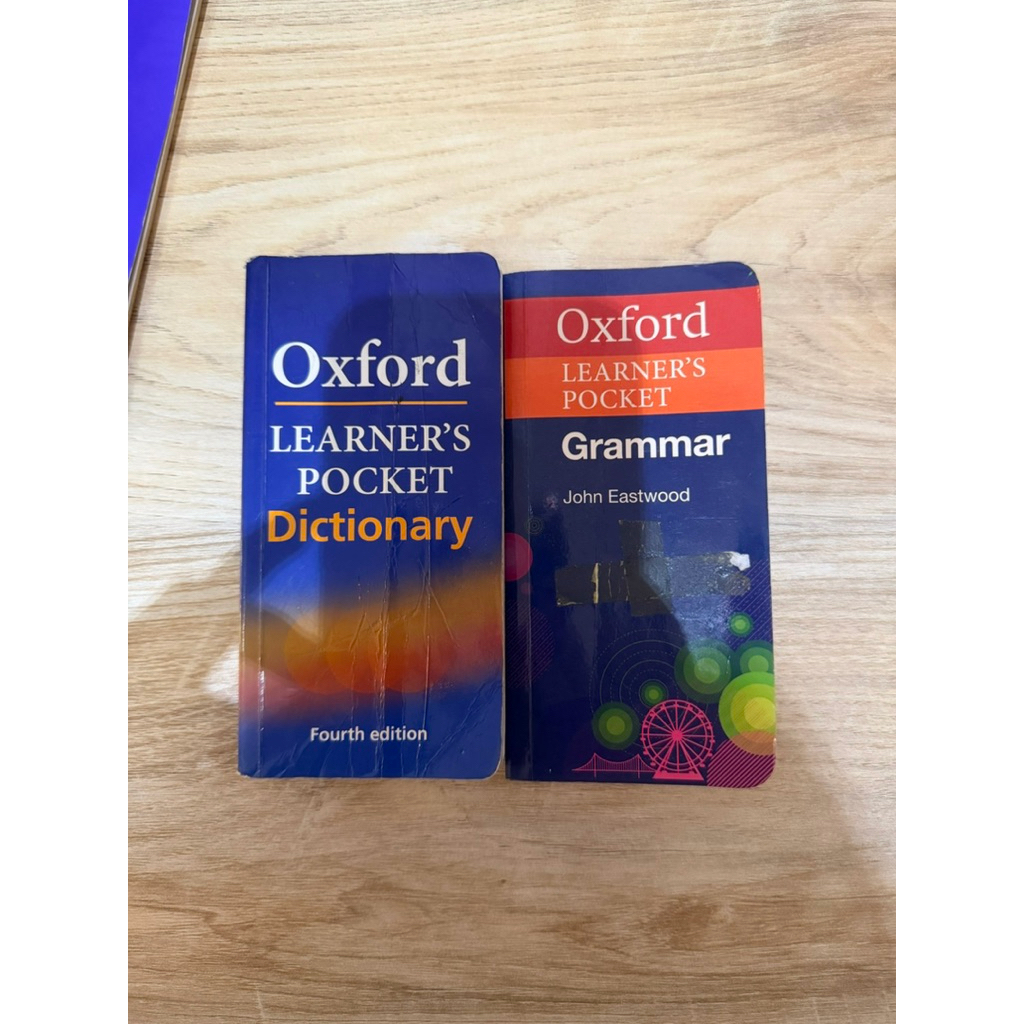 Oxford
LEARNER'S
POCKET
Dictionary
Fourth edition
Oxford
LEARNER'S
POCKET
Grammar
John Eastwood